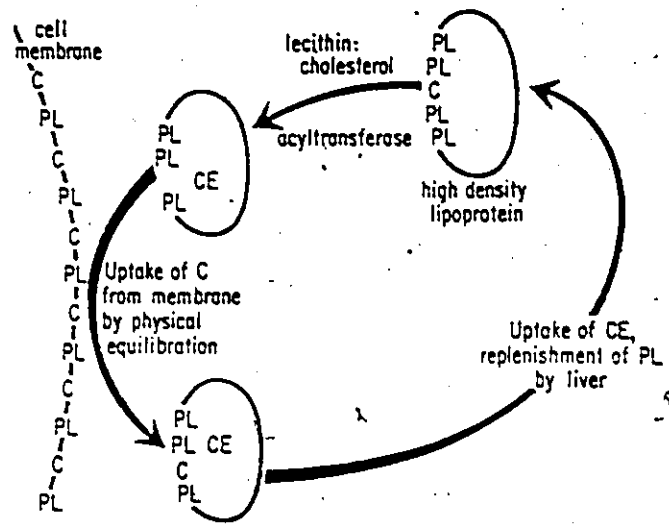 cell
membrane
C
PL
C
PL
C
PL
C
PL
C
PL
C
PL
lecithin:
cholesterol
acyltransferase
PL
PL
C
PL
PL
high density
lipoprotein
PL
PL
CE
PL
Uptake of C
from membrane
by physical
equilibration
PL
PL CE
C
PL
Uptake of CE,
replenishment of PL
by liver